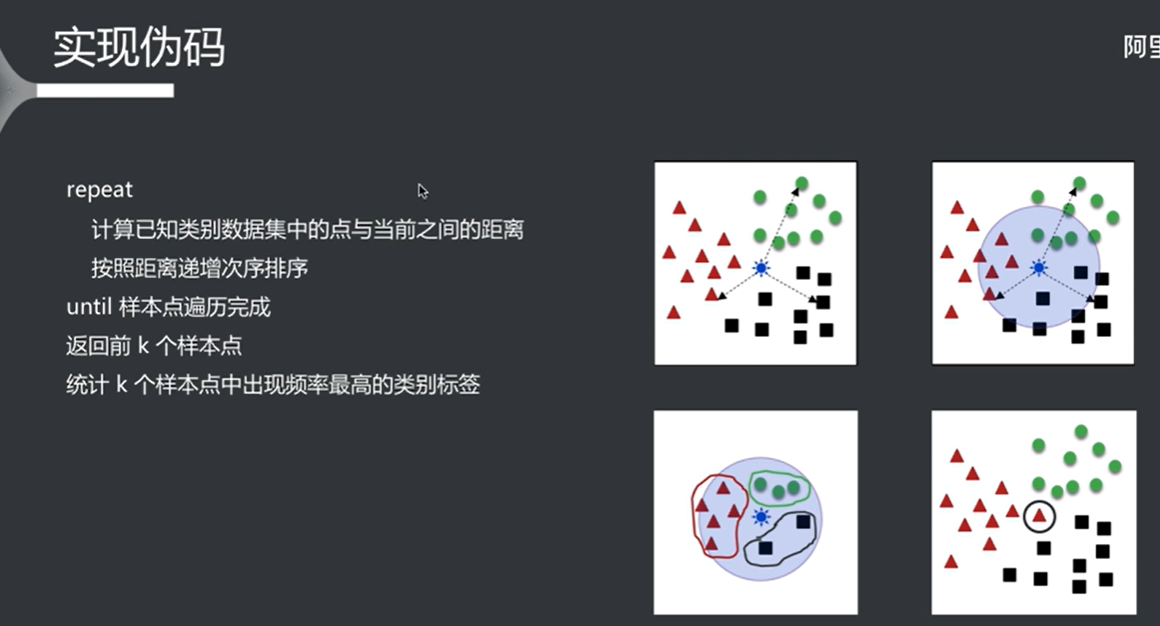 实现伪码
阿里
repeat
计算已知类别数据集中的点与当前之间的距离
按照距离递增次序排序
until 样本点遍历完成
返回前 k 个样本点
统计 k 个样本点中出现频率最高的类别标签